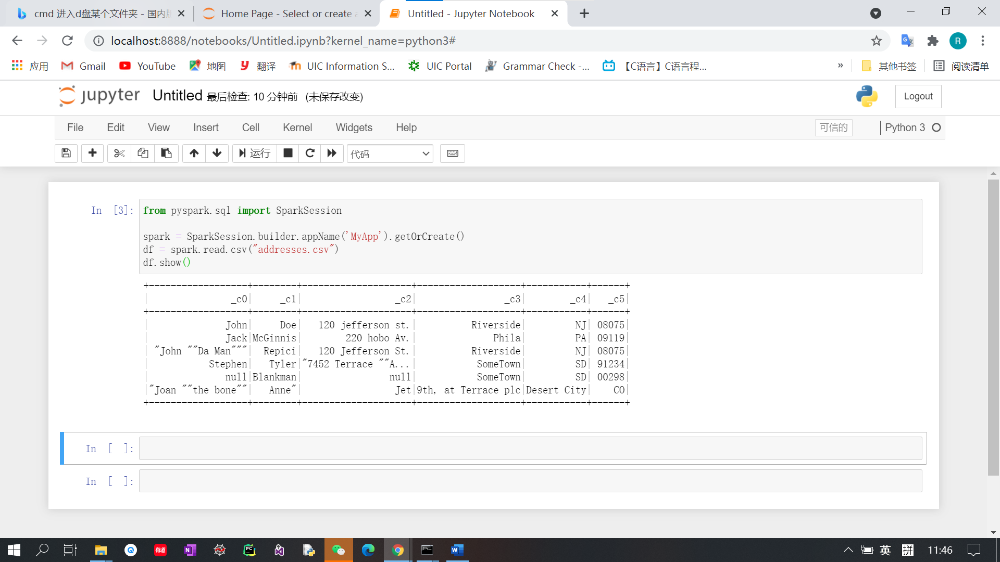 cmd 进入d盘某个文件夹 - 国内版
Home Page - Select or create a
Untitled - Jupyter Notebook
localhost:8888/notebooks/Untitled.ipynb?kernel_name=python3#
R
应用
Gmail
YouTube
地图
翻译
UIC Information S...
UIC Portal
Grammar Check -...
【C语言】C语言程...
»
其他书签
阅读清单
jupyter
Untitled 最后检查: 10 分钟前 (未保存改变)
Logout
File Edit View Insert Cell Kernel Widgets Help
可信的
Python 3
运行
代码
In [3]:
from pyspark.sql import SparkSession
spark = SparkSession.builder.appName('MyApp').getOrCreate()
df = spark.read.csv("addresses.csv")
df.show()
+------------------+--------+--------------------+-------------------+-----------+------+
|               _c0|     _c1|                 _c2|                _c3|        _c4|   _c5|
+------------------+--------+--------------------+-------------------+-----------+------+
|              John|     Doe|   120 jefferson st.|          Riverside|         NJ| 08075|
|              Jack|McGinnis|        220 hobo Av.|              Phila|         PA| 09119|
| "John ""Da Man"""|  Repici|   120 Jefferson St.|          Riverside|         NJ| 08075|
|           Stephen|   Tyler|"7452 Terrace ""A...|           SomeTown|         SD| 91234|
|              null|Blankman|                null|           SomeTown|         SD| 00298|
|"Joan ""the bone""|   Anne"|                 Jet|9th, at Terrace plc|Desert City|    CO|
+------------------+--------+--------------------+-------------------+-----------+------+
In [ ]:
In [ ]:
英
拼
11:46